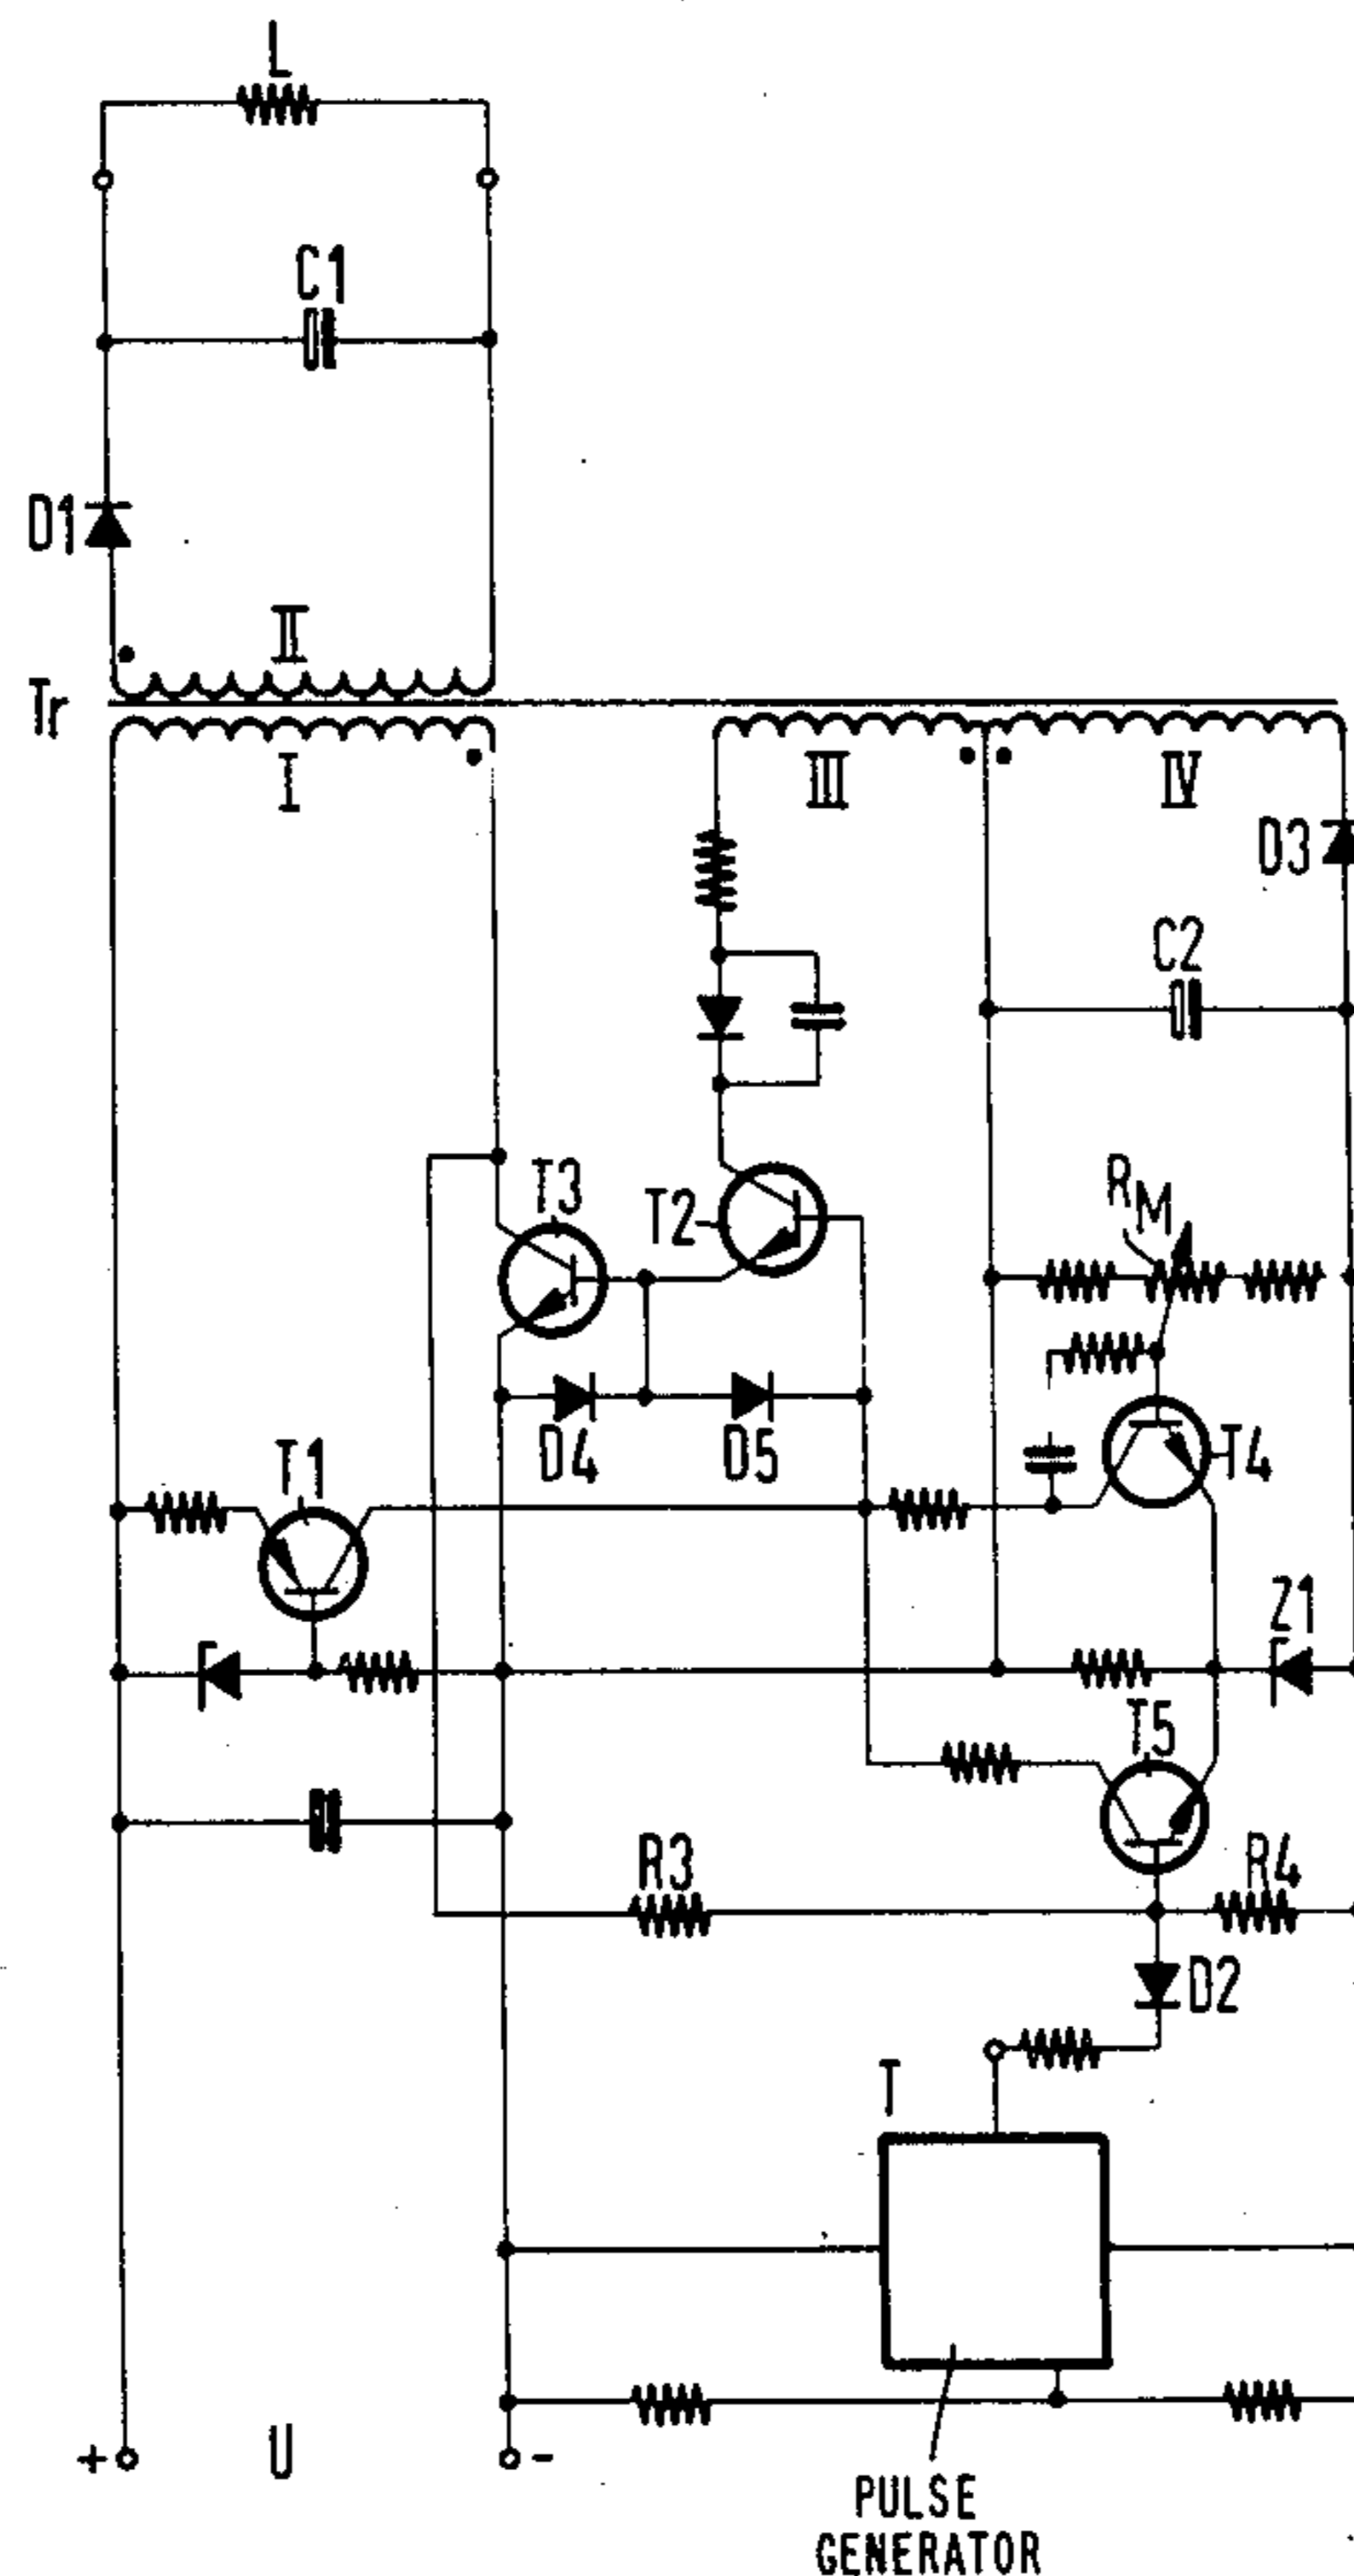 L
C1
D1
II
Tr
I
III
IV
D3
C2
T3
T2
RM
D4
D5
T4
T1
Z1
T5
R3
R4
D2
T
+
U
-
PULSE
GENERATOR